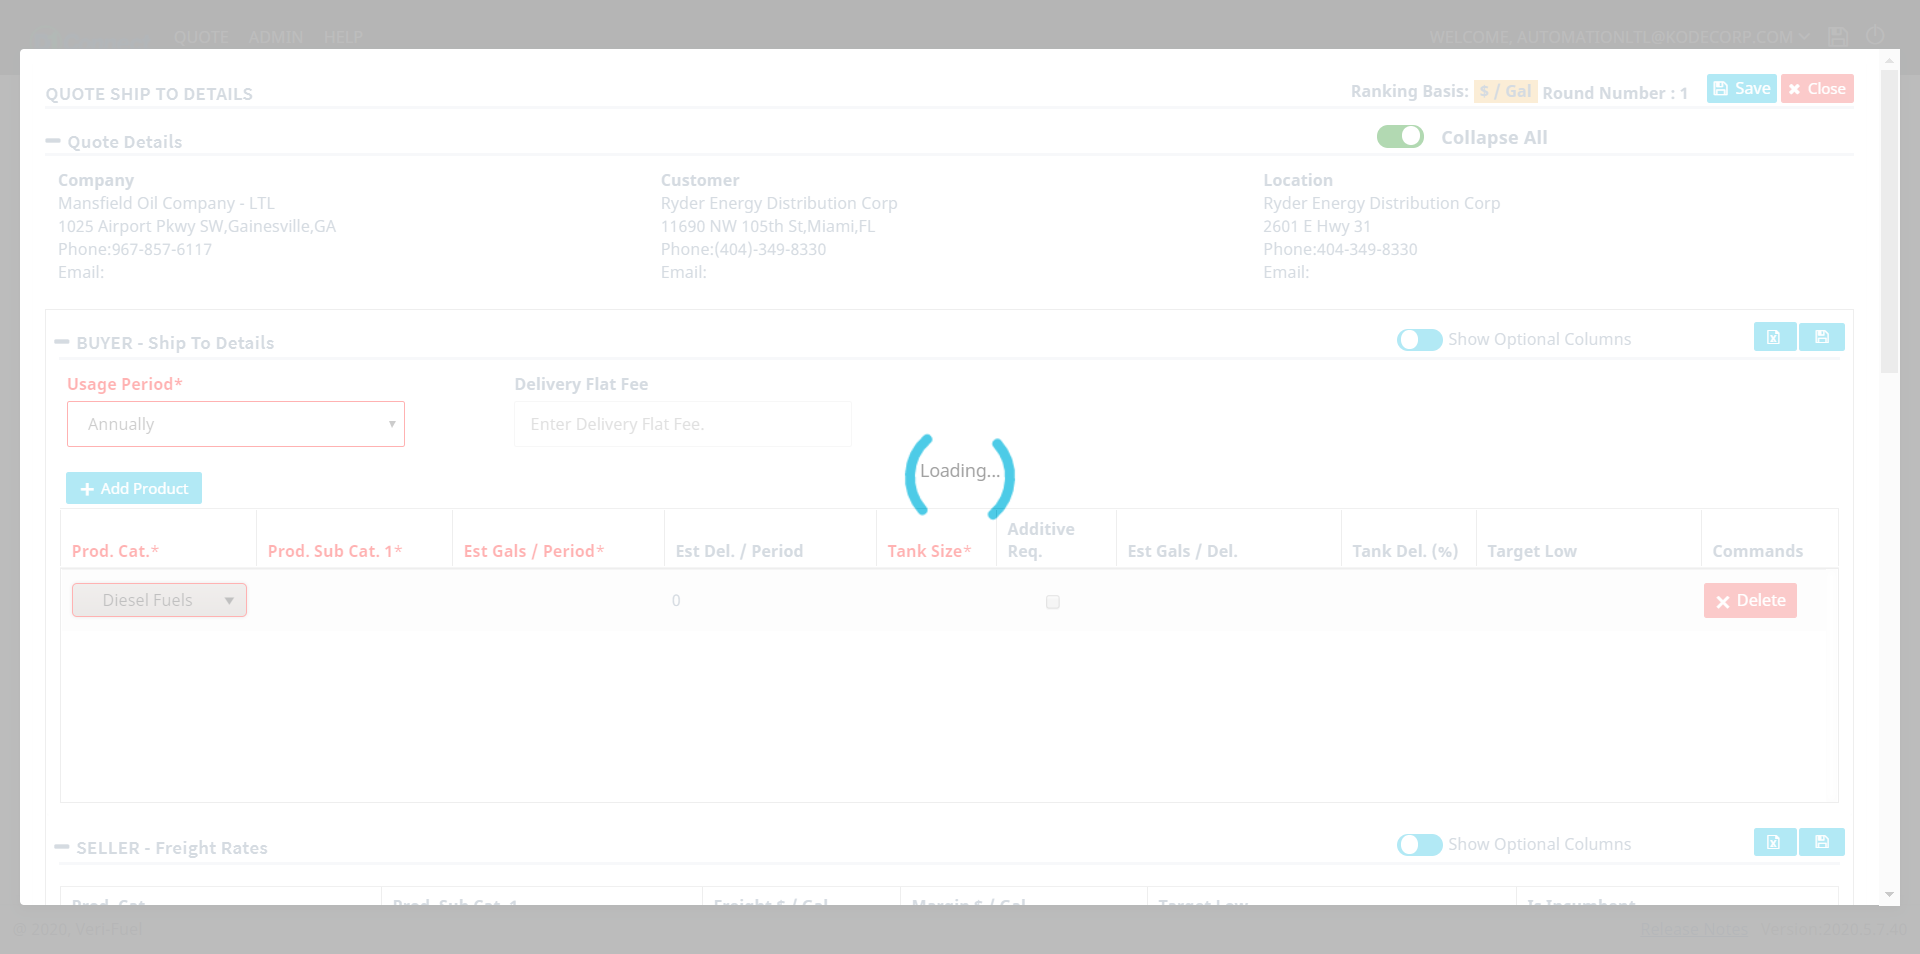 QUOTE ADMIN HELP
WELCOME, AUTOMATIONLTL@KODECORP.COM
QUOTE SHIP TO DETAILS
Ranking Basis: $ / Gal Round Number : 1
Save
Close
Quote Details
Collapse All
Company
Mansfield Oil Company - LTL
1025 Airport Pkwy SW,Gainesville,GA
Phone:967-857-6117
Email:
Customer
Ryder Energy Distribution Corp
11690 NW 105th St,Miami,FL
Phone:(404)-349-8330
Email:
Location
Ryder Energy Distribution Corp
2601 E Hwy 31
Phone:404-349-8330
Email:
BUYER - Ship To Details
Show Optional Columns
Usage Period*
Annually
Delivery Flat Fee
Enter Delivery Flat Fee.
Loading...
Add Product
Prod. Cat.*
Prod. Sub Cat. 1*
Est Gals / Period*
Est Del. / Period
Tank Size*
Additive
Req.
Est Gals / Del.
Tank Del. (%)
Target Low
Commands
Diesel Fuels
0
Delete
SELLER - Freight Rates
Show Optional Columns
Prod. Cat.
Prod. Sub Cat. 1
Freight $ / Gal
Margin $ / Gal
Target Low
Is Incumbent
@ 2020, Veri-Fuel
Release Notes